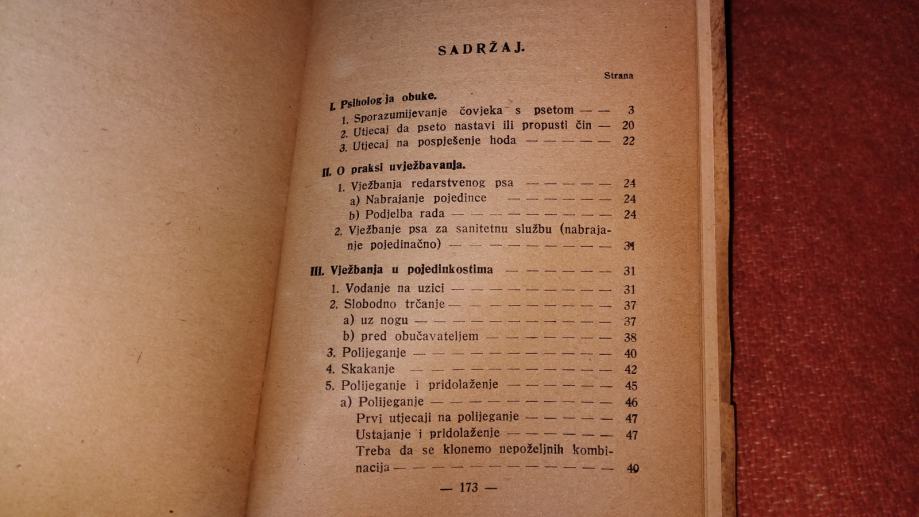 SADRŽAJ.
Strana
I. Psihologja obuke.
1. Sporazumijevanje čovjeka s psetom — — 3
2. Utjecaj da pseto nastavi ili propusti čin — 20
3. Utjecaj na pospješenje hoda — — — — 22
II. O praksi uvježbavanja.
1. Vježbanja redarstvenog psa — — — — — 24
a) Nabrajanje pojedince — — — — — 24
b) Podjelba rada — — — — — — — 24
2. Vježbanje psa za sanitetnu službu (nabraja-
nje pojedinačno) — — — — — — — 31
III. Vježbanja u pojedinkostima — — — — — 31
1. Vodanje na uzici — — — — — — — 31
2. Slobodno trčanje — — — — — — — 37
a) uz nogu — — — — — — — — 37
b) pred obučavateljem — — — — — 38
3. Polijeganje — — — — — — — — 40
4. Skakanje — — — — — — — — 42
5. Polijeganje i pridolaženje — — — — — 45
a) Polijeganje — — — — — — — — 46
Prvi utjecaji na polijeganje — — — — 47
Ustajanje i pridolaženje — — — — — 47
Treba da se klonemo nepoželjnih kombi-
nacija — — — — — — — — — 49
— 173 —